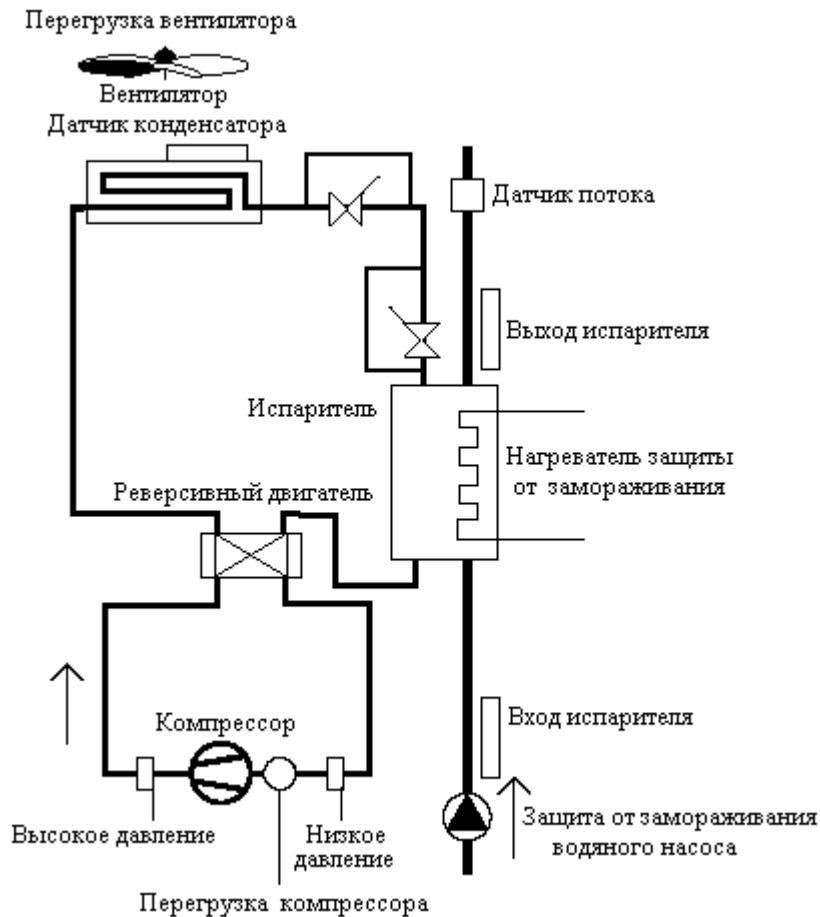 Перегрузка вентилятора
Вентилятор
Датчик конденсатора
Датчик потока
Выход испарителя
Испаритель
Нагреватель защиты
от замораживания
Реверсивный двигатель
Вход испарителя
Компрессор
Защита от замораживания
водяного насоса
Высокое давление
Низкое
давление
Перегрузка компрессора